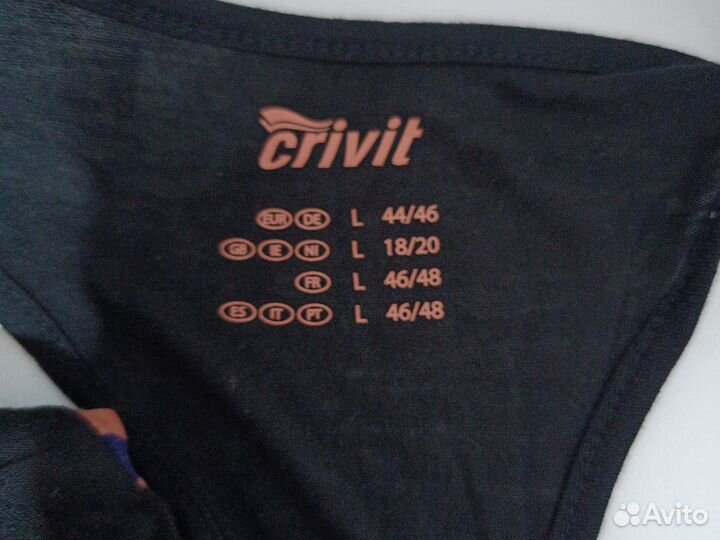 crivit
EUR DE L 44/46
GB IE NI L 18/20
FR L 46/48
ES IT PT L 46/48
Avito